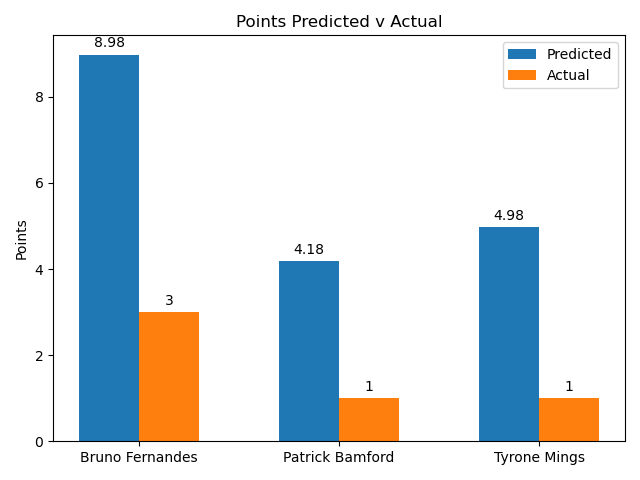 Points Predicted v Actual
8.98
Predicted
Actual
8
6
4
2
0
Points
4.98
4.18
3
1
1
Bruno Fernandes
Patrick Bamford
Tyrone Mings